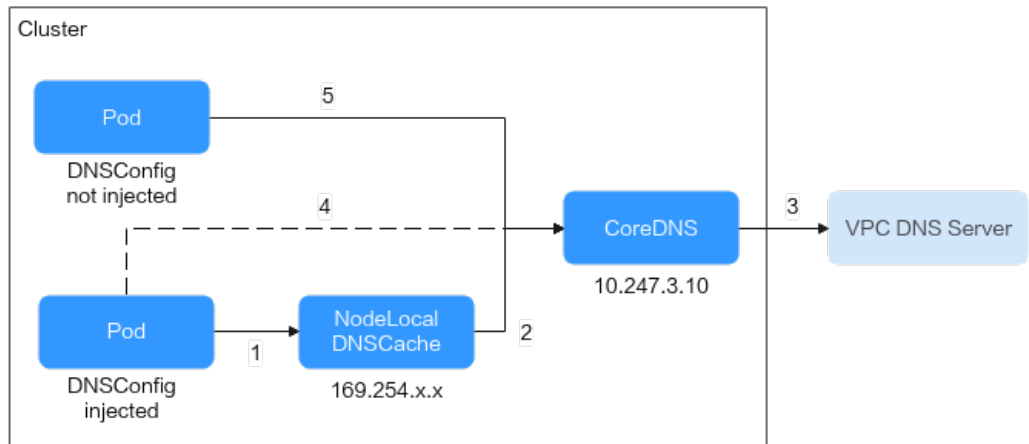 Cluster
Pod
5
DNSConfig
not injected
4
CoreDNS
3
VPC DNS Server
10.247.3.10
Pod
1
NodeLocal
DNSCache
2
DNSConfig
injected
169.254.x.x